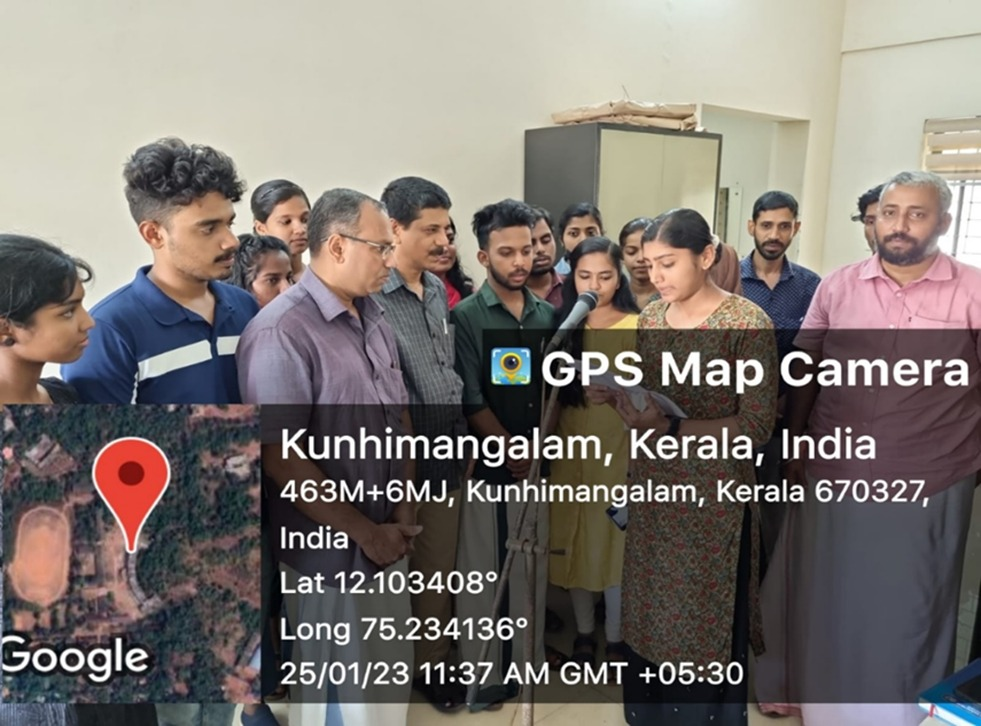 GPS Map Camera
Kunhimangalam, Kerala, India
463M+6MJ, Kunhimangalam, Kerala 670327,
India
Lat 12.103408°
Long 75.234136°
25/01/23 11:37 AM GMT +05:30
Google